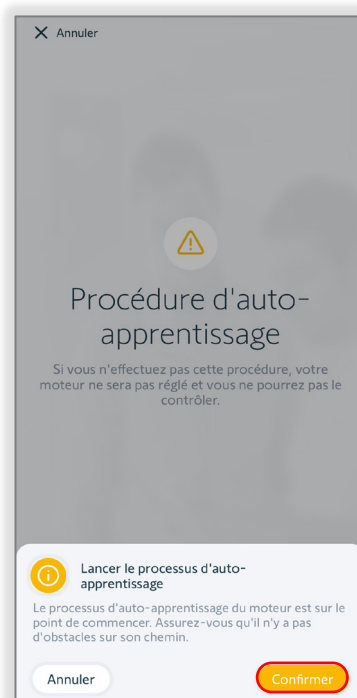 Annuler
Procédure d'auto-
apprentissage
Si vous n'effectuez pas cette procédure, votre
moteur ne sera pas réglé et vous ne pourrez pas le
contrôler.
Lancer le processus d'auto-
apprentissage
Le processus d'auto-apprentissage du moteur est sur le
point de commencer. Assurez-vous qu'il n'y a pas
d'obstacles sur son chemin.
Annuler
Confirmer